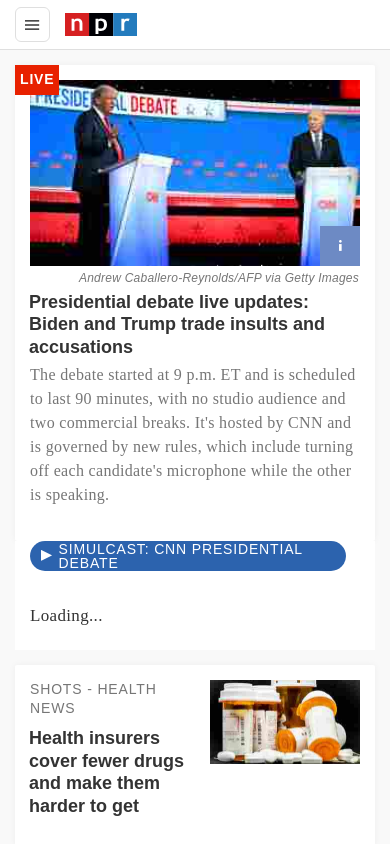 npr
LIVE
PRESIDENTIAL DEBATE
CNN
CNN
i
Andrew Caballero-Reynolds/AFP via Getty Images
Presidential debate live updates:
Biden and Trump trade insults and
accusations
The debate started at 9 p.m. ET and is scheduled
to last 90 minutes, with no studio audience and
two commercial breaks. It's hosted by CNN and
is governed by new rules, which include turning
off each candidate's microphone while the other
is speaking.
SIMULCAST: CNN PRESIDENTIAL
DEBATE
Loading...
SHOTS - HEALTH
NEWS
Health insurers
cover fewer drugs
and make them
harder to get